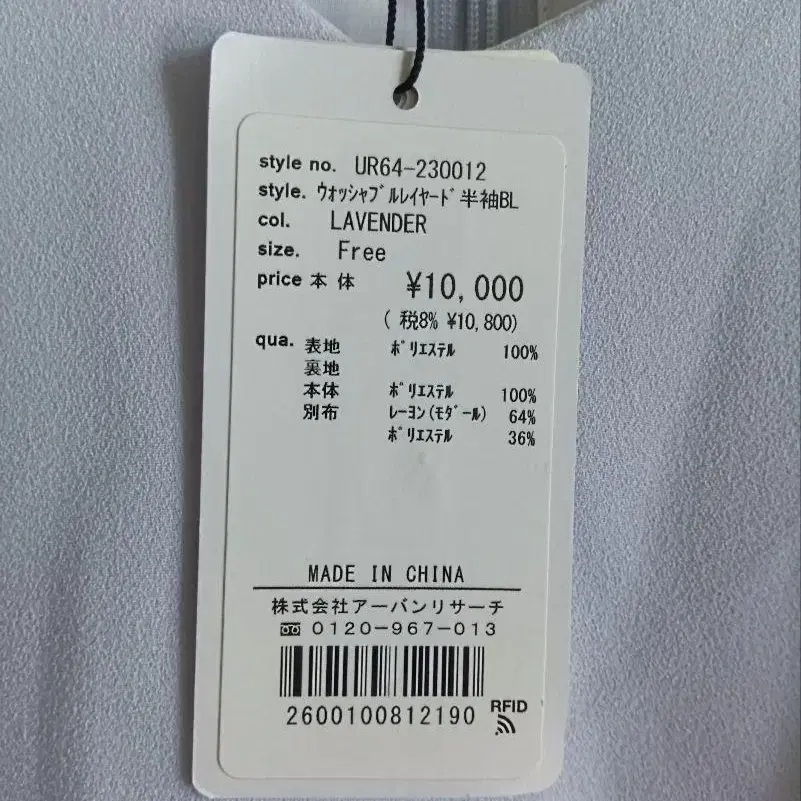 style no. UR64-230012
style. ｳｫｯｼｬﾌﾞﾙﾚｲﾔｰﾄﾞ半袖BL
col. LAVENDER
size. Free
price 本体 ¥10,000
( 税8% ¥10,800)
qua. 表地 ﾎﾟﾘｴｽﾃﾙ 100%
裏地
本体 ﾎﾟﾘｴｽﾃﾙ 100%
別布 ﾚｰﾖﾝ(ﾓﾀﾞｰﾙ) 64%
ﾎﾟﾘｴｽﾃﾙ 36%
MADE IN CHINA
株式会社アーバンリサーチ
0120-967-013
2600100812190
RFID